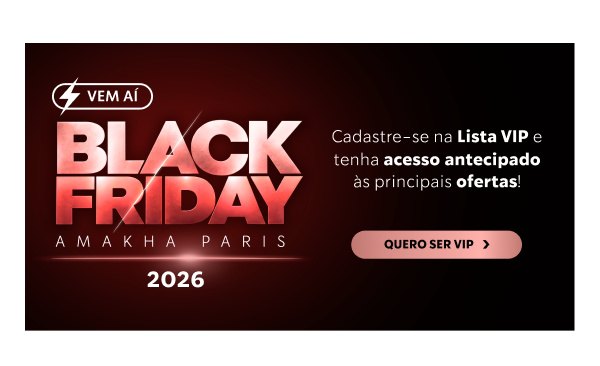 VEM AÍ
BLACK
FRIDAY
AMAKHA PARIS
2026
Cadastre-se na Lista VIP e
tenha acesso antecipado
às principais ofertas!
QUERO SER VIP